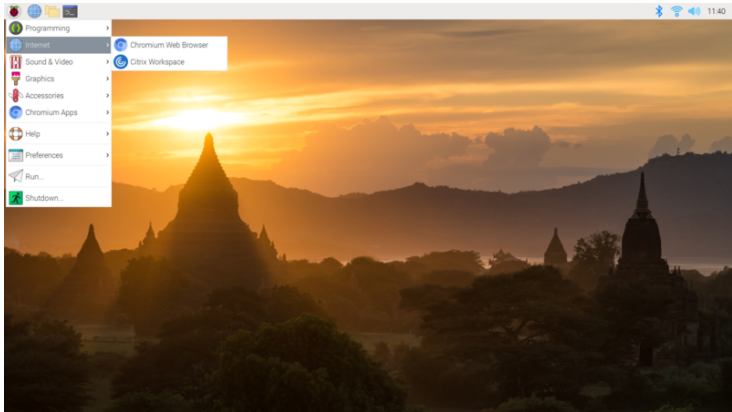 11:40
Programming
Internet
Chromium Web Browser
Sound & Video
Citrix Workspace
Graphics
Accessories
Chromium Apps
Help
Preferences
Run...
Shutdown...